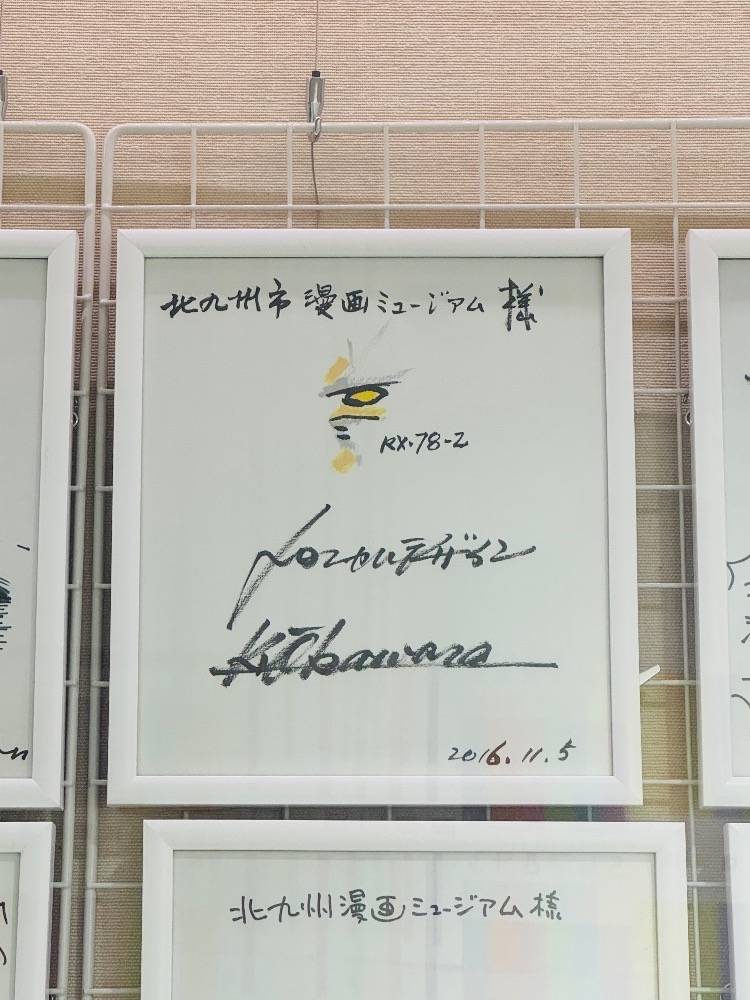 北九州市 漫画ミュージアム 様
RX-78-2
K.Okawara
2016.11.5
北九州漫画ミュージアム 様